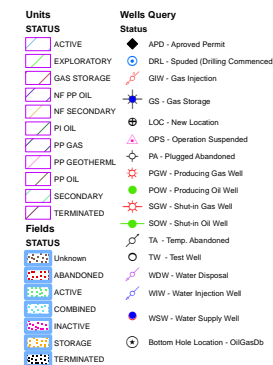 Units
STATUS
ACTIVE
EXPLORATORY
GAS STORAGE
NF PP OIL
NF SECONDARY
PI OIL
PP GAS
PP GEOTHERML
PP OIL
SECONDARY
TERMINATED
Fields
STATUS
Unknown
ABANDONED
ACTIVE
COMBINED
INACTIVE
STORAGE
TERMINATED
Wells Query
Status
APD - Aproved Permit
DRL - Spuded (Drilling Commenced
GIW - Gas Injection
GS - Gas Storage
LOC - New Location
OPS - Operation Suspended
PA - Plugged Abandoned
PGW - Producing Gas Well
POW - Producing Oil Well
SGW - Shut-in Gas Well
SOW - Shut-in Oil Well
TA - Temp. Abandoned
TW - Test Well
WDW - Water Disposal
WIW - Water Injection Well
WSW - Water Supply Well
Bottom Hole Location - OilGasDb